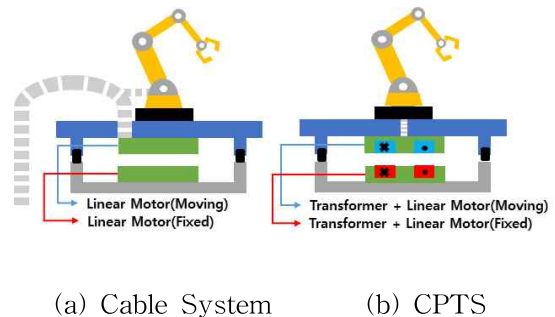 Linear Motor(Moving)
Linear Motor(Fixed)
Transformer + Linear Motor(Moving)
Transformer + Linear Motor(Fixed)
(a) Cable System
(b) CPTS